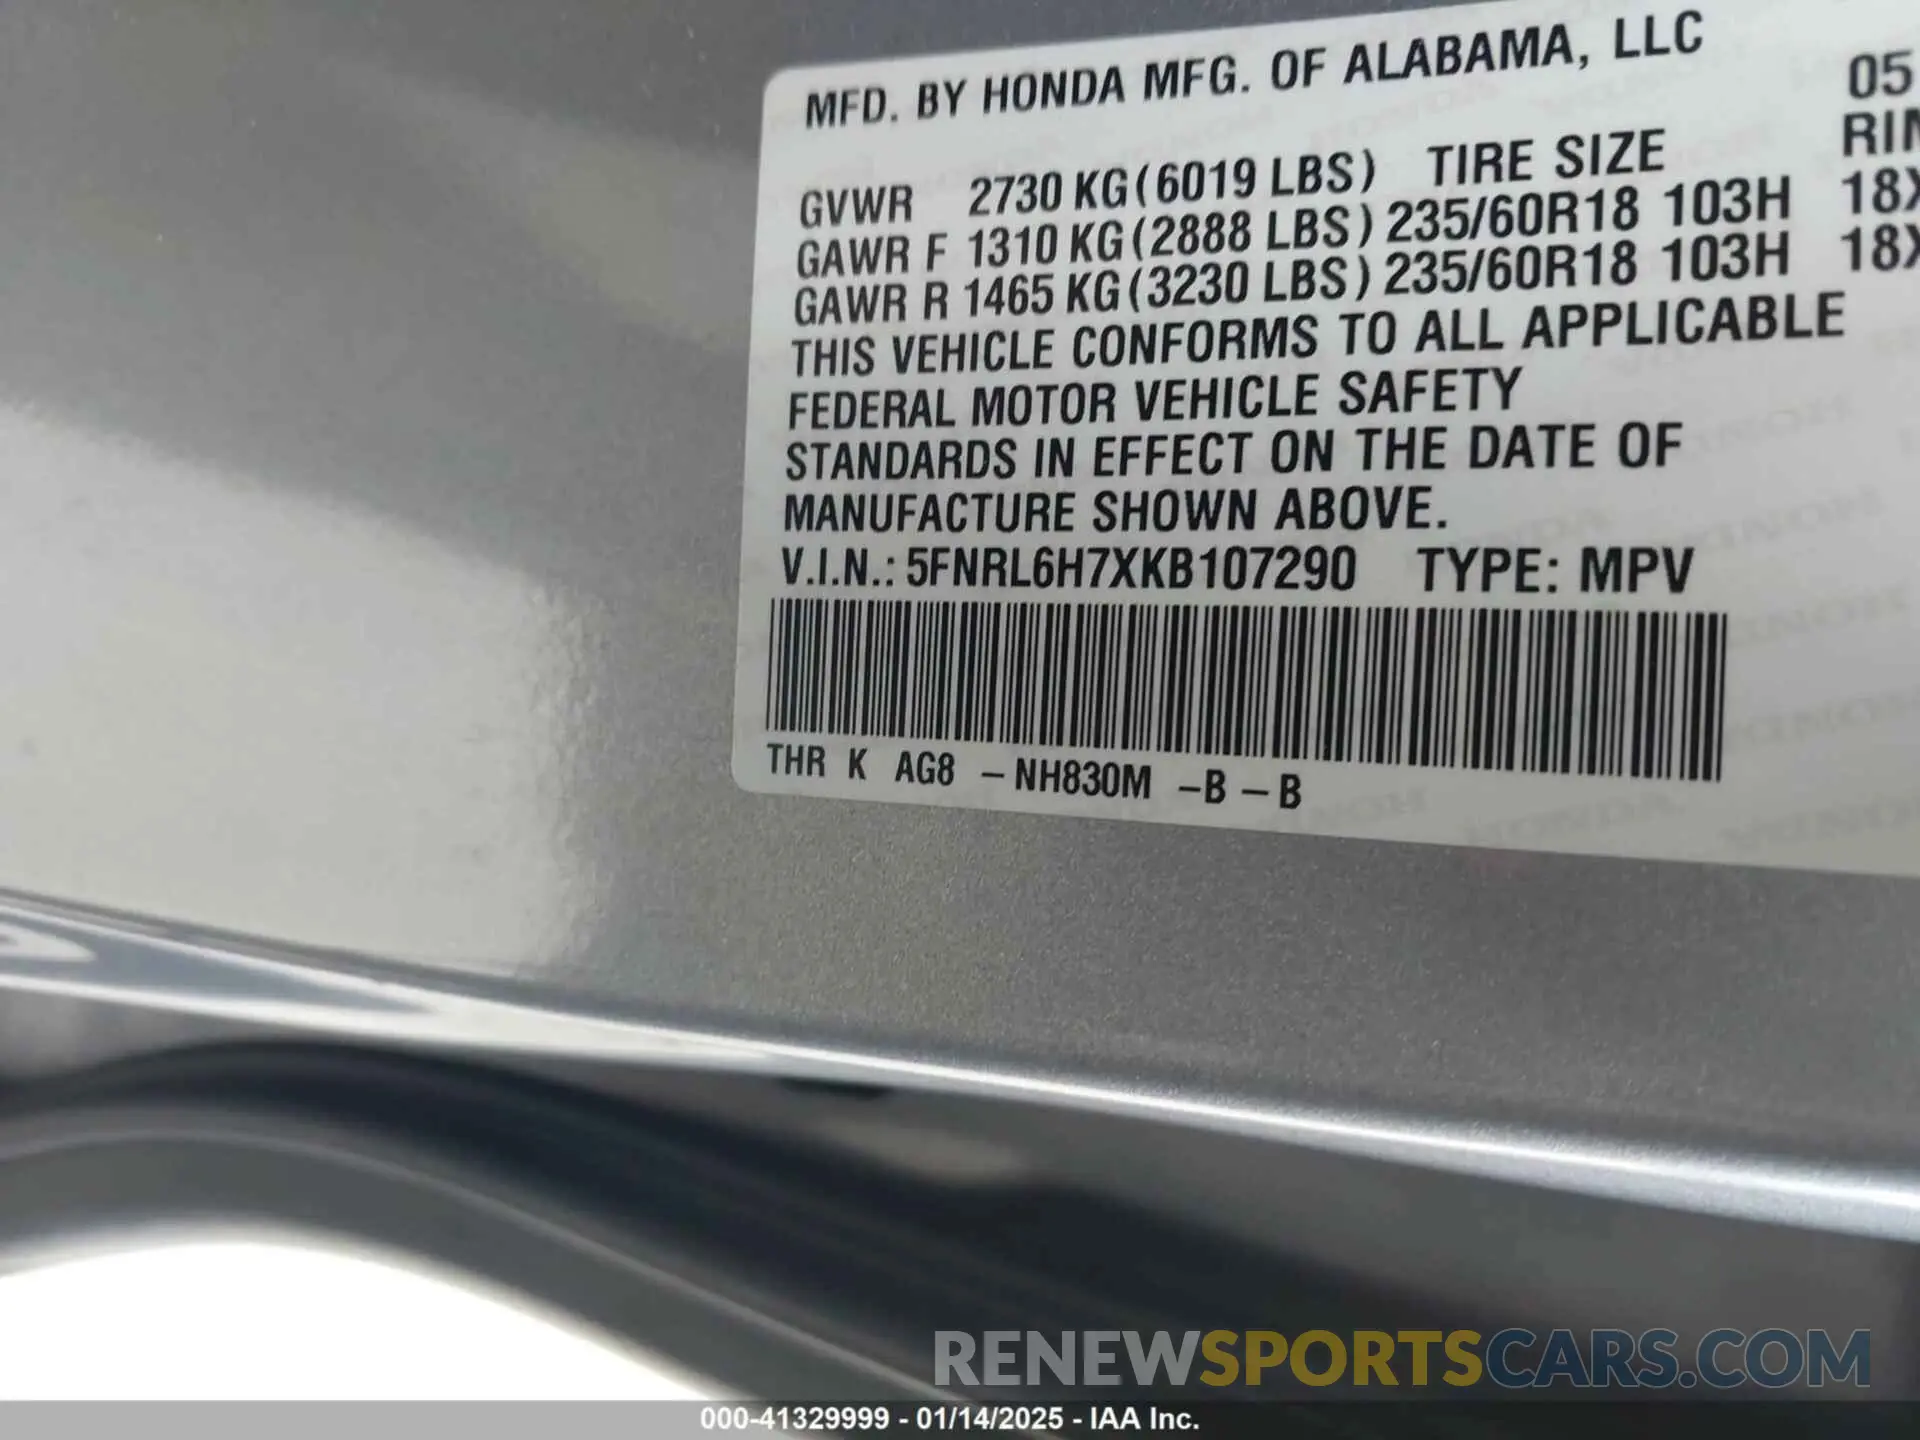 MFD. BY HONDA MFG. OF ALABAMA, LLC 05
GVWR 2730 KG (6019 LBS) TIRE SIZE
GAWR F 1310 KG (2888 LBS) 235/60R18 103H 18X
GAWR R 1465 KG (3230 LBS) 235/60R18 103H 18X
THIS VEHICLE CONFORMS TO ALL APPLICABLE
FEDERAL MOTOR VEHICLE SAFETY
STANDARDS IN EFFECT ON THE DATE OF
MANUFACTURE SHOWN ABOVE.
V.I.N.: 5FNRL6H7XKB107290 TYPE: MPV
THR K AG8 -NH830M -B - B
RENEWSPORTSCARS.COM
000-41329999 - 01/14/2025 - IAA Inc.